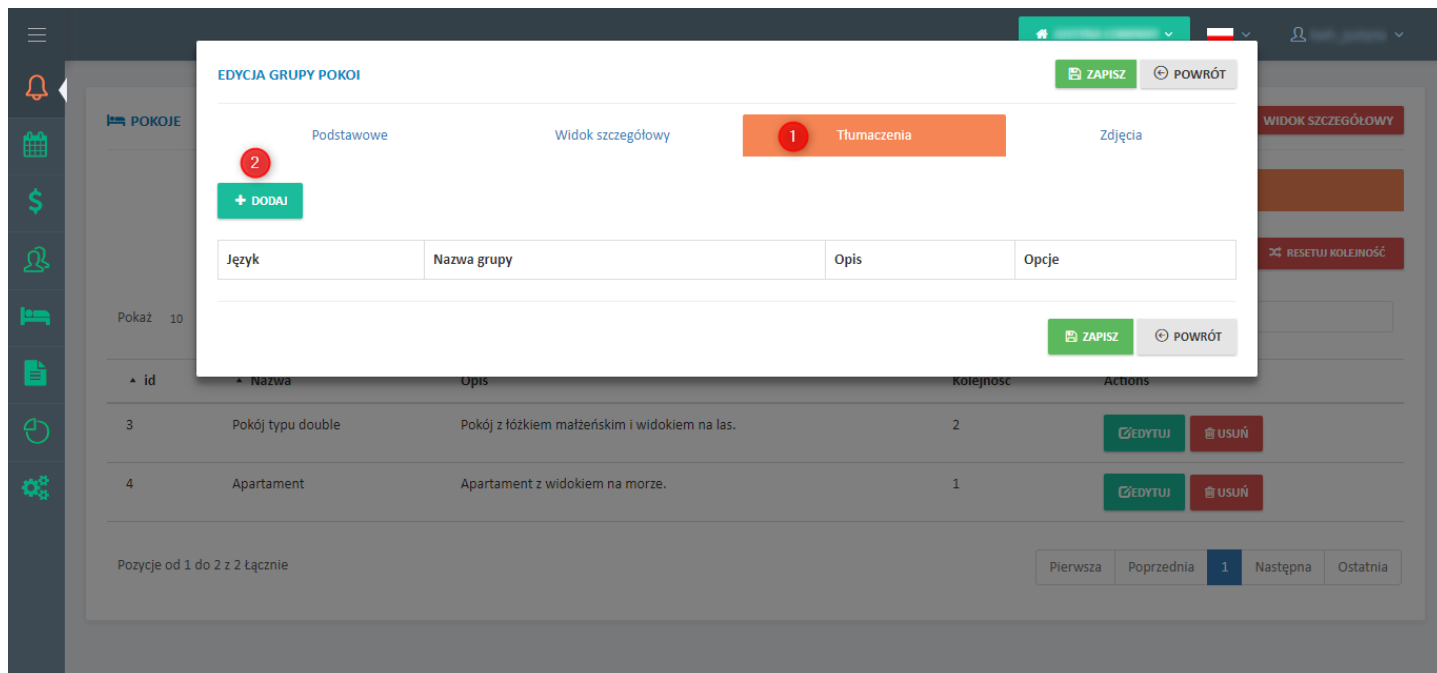 EDYCJA GRUPY POKOI
ZAPISZ
POWRÓT
POKOJE
WIDOK SZCZEGÓŁOWY
Podstawowe
Widok szczegółowy
1
Tłumaczenia
Zdjęcia
2
+ DODAJ
Język
Nazwa grupy
Opis
Opcje
RESETUJ KOLEJNOŚĆ
Pokaż 10
ZAPISZ
POWRÓT
id
Nazwa
Opis
Kolejność
Actions
3
Pokój typu double
Pokój z łóżkiem małżeńskim i widokiem na las.
2
EDYTUJ
USUŃ
4
Apartament
Apartament z widokiem na morze.
1
EDYTUJ
USUŃ
Pozycje od 1 do 2 z 2 Łącznie
Pierwsza
Poprzednia
1
Następna
Ostatnia